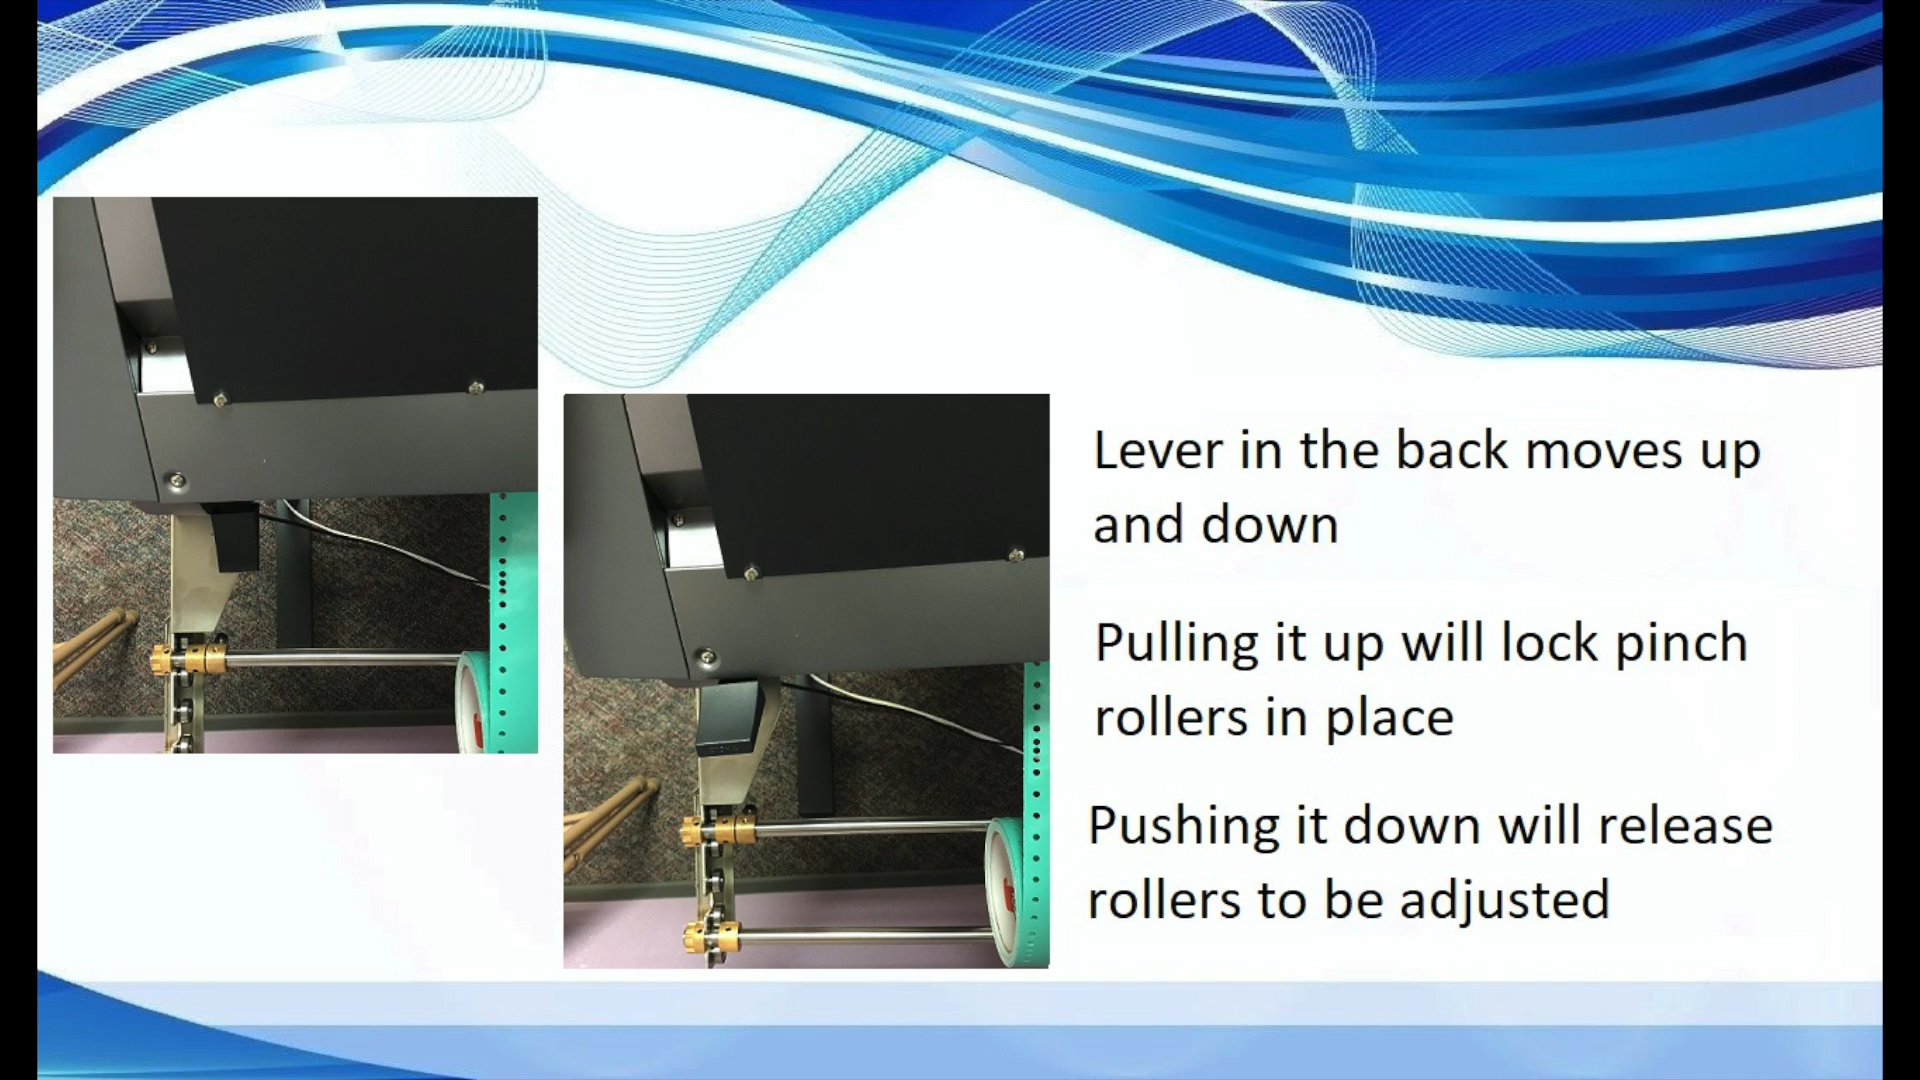 Lever in the back moves up
and down
Pulling it up will lock pinch
rollers in place
Pushing it down will release
rollers to be adjusted